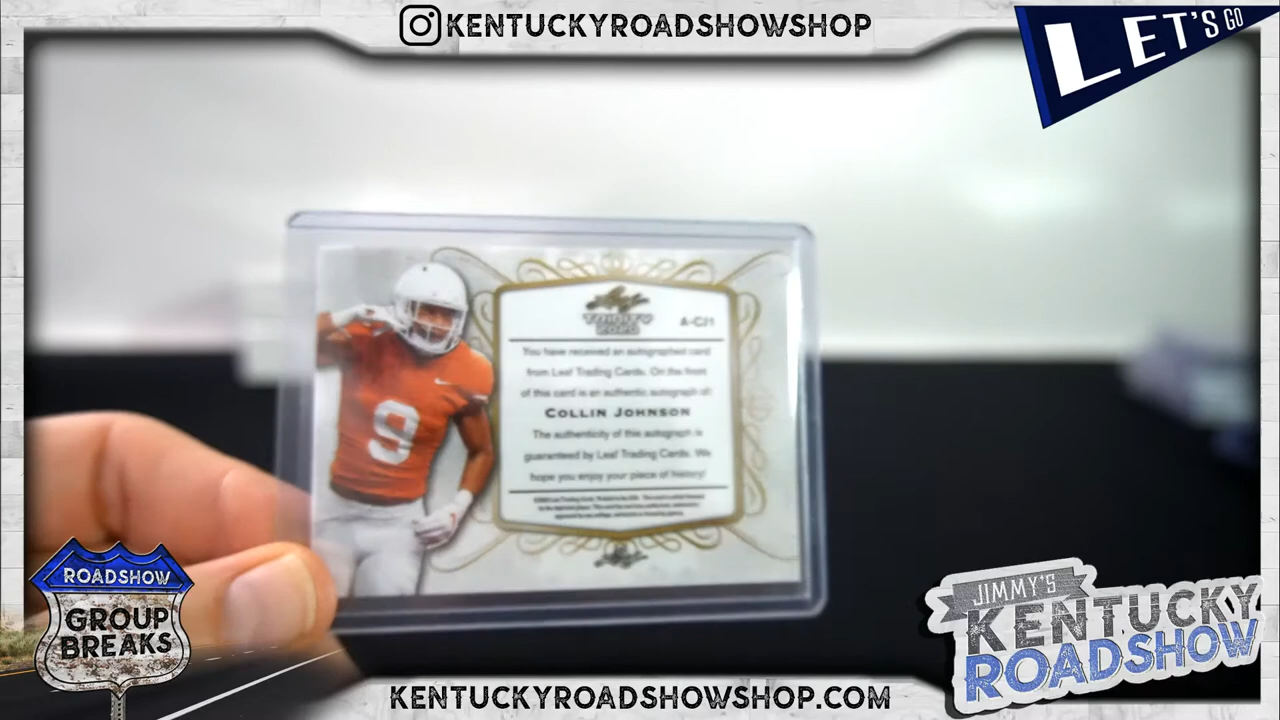 KENTUCKYROADSHOWSHOP
LET'S GO
Leaf
TRINITY
2020
A-CJ1
You have received an autographed card
from Leaf Trading Cards. On the front
of this card is an authentic autograph of:
COLLIN JOHNSON
The authenticity of this autograph is
guaranteed by Leaf Trading Cards. We
hope you enjoy your piece of history!
9
Leaf
ROADSHOW
GROUP
BREAKS
JIMMY'S
KENTUCKY
ROADSHOW
KENTUCKYROADSHOWSHOP.COM